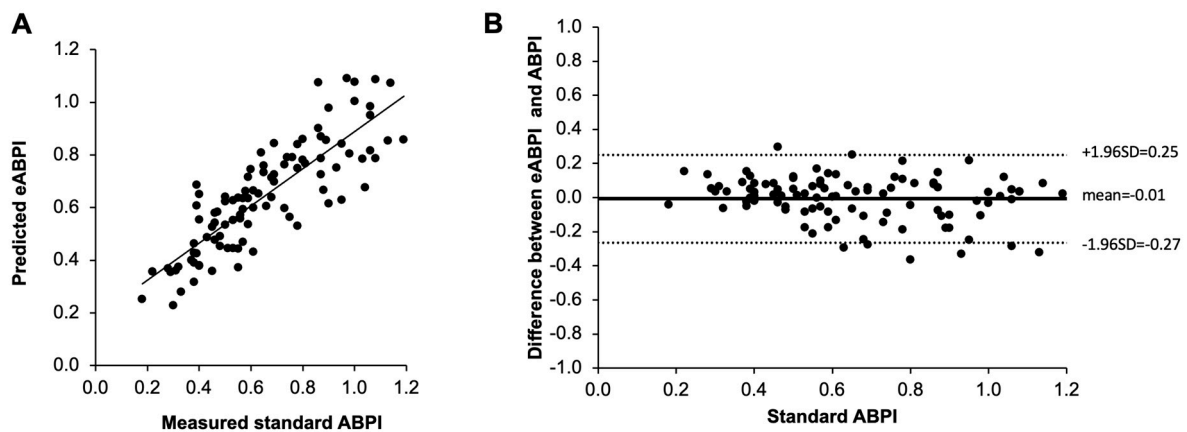 A
1.2
1.0
0.8
0.6
0.4
0.2
0.0
0.0 0.2 0.4 0.6 0.8 1.0 1.2
Predicted eABPI
Measured standard ABPI
B
1.0
0.8
0.6
0.4
0.2
0.0
-0.2
-0.4
-0.6
-0.8
-1.0
0.0 0.2 0.4 0.6 0.8 1.0 1.2
Difference between eABPI and ABPI
Standard ABPI
+1.96SD=0.25
mean=-0.01
-1.96SD=-0.27